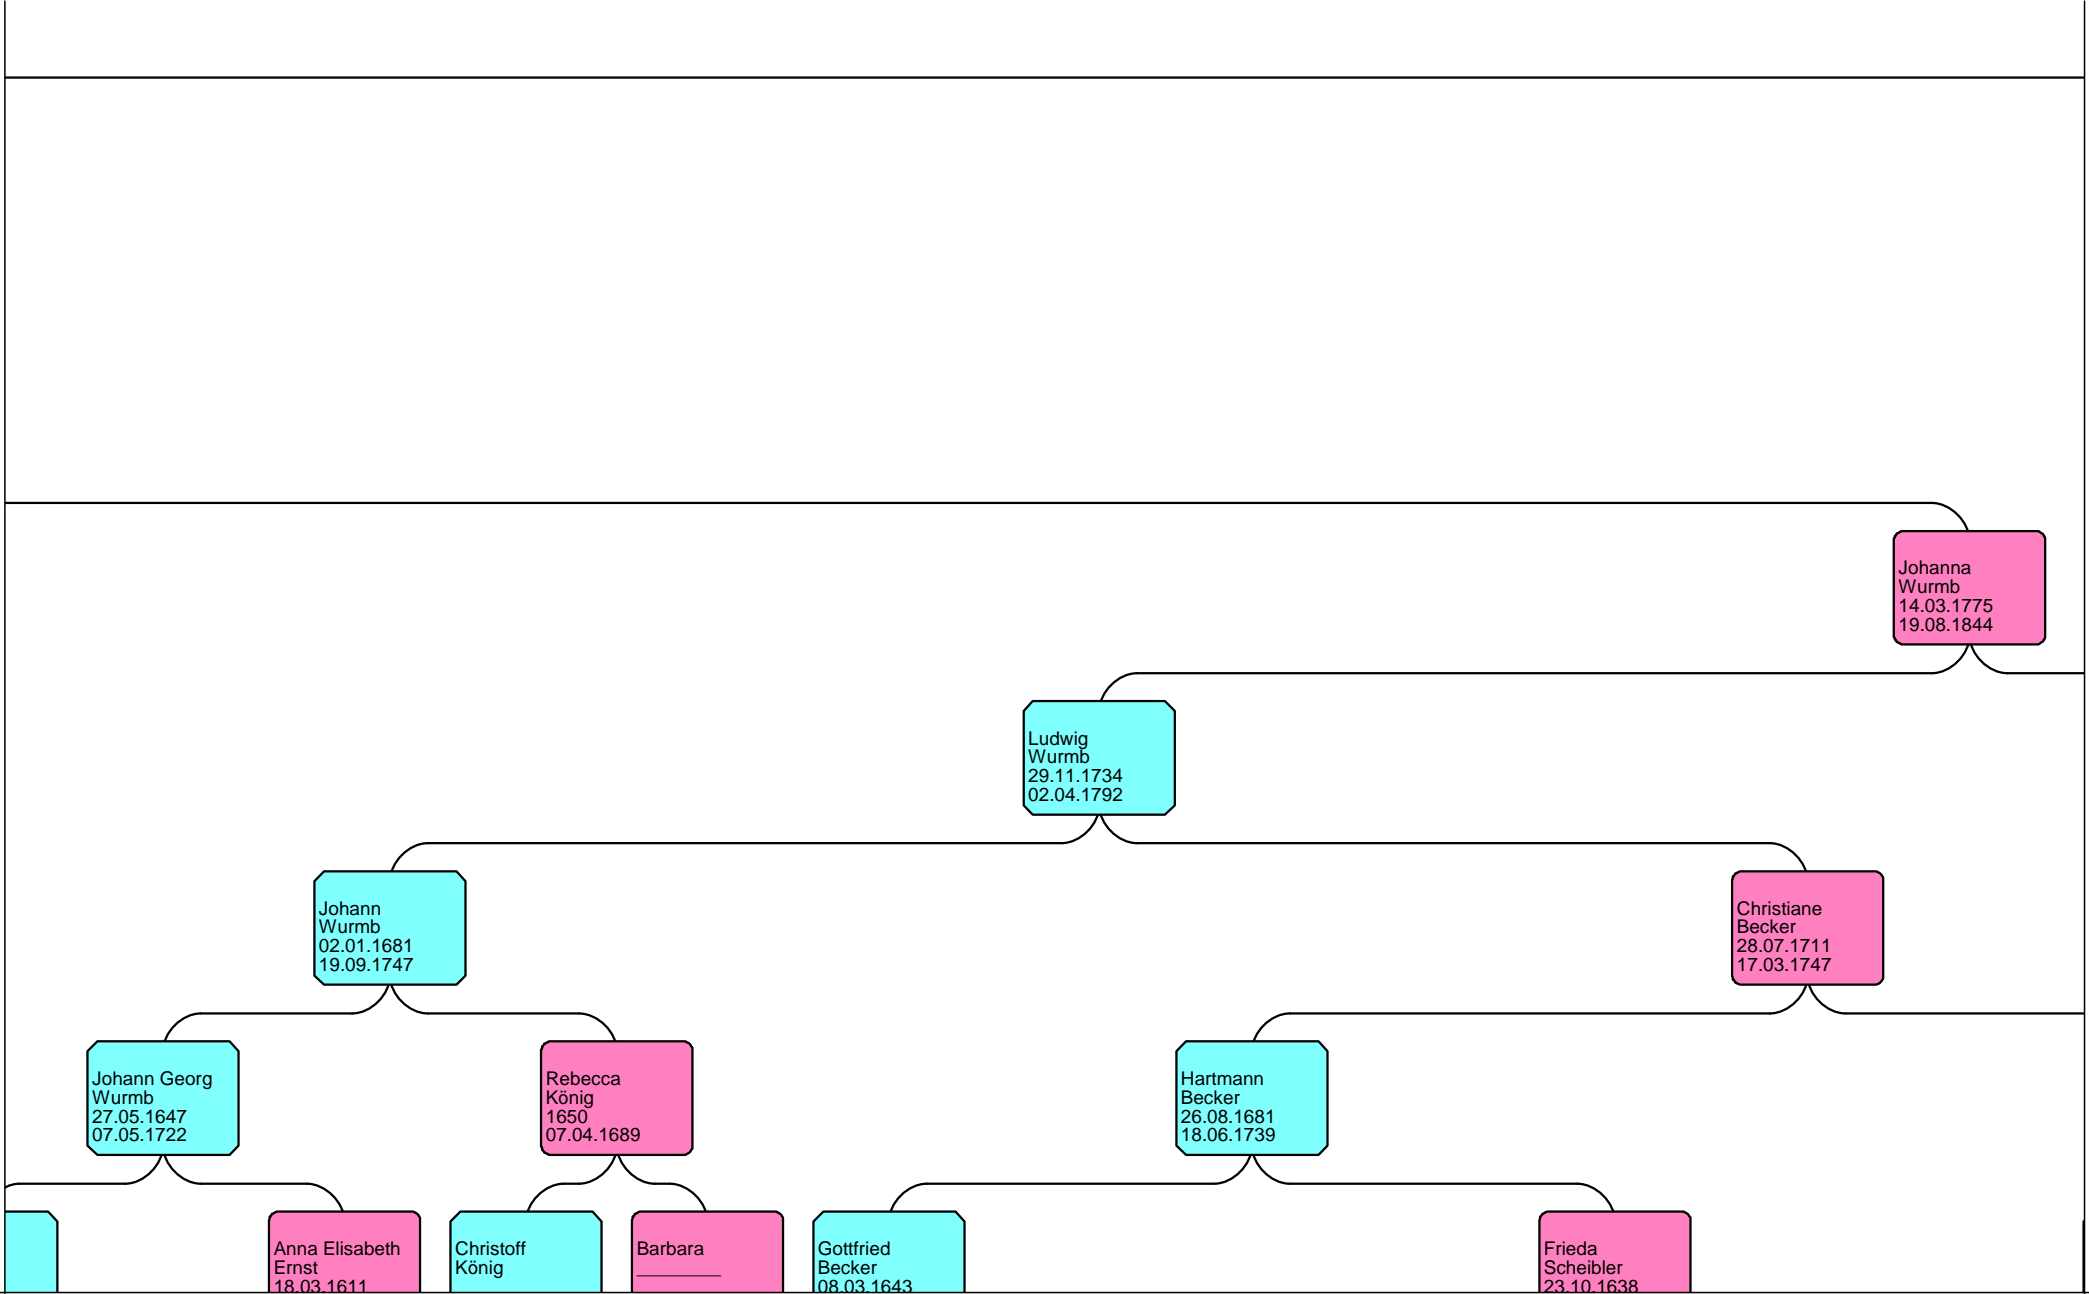 Johanna
Wurmb
14.03.1775
19.08.1844
Ludwig
Wurmb
29.11.1734
02.04.1792
Johann
Wurmb
02.01.1681
19.09.1747
Christiane
Becker
28.07.1711
17.03.1747
Johann Georg
Wurmb
27.05.1647
07.05.1722
Rebecca
König
1650
07.04.1689
Hartmann
Becker
26.08.1681
18.06.1739
Anna Elisabeth
Ernst
18.03.1611
Christoff
König
Barbara
________
Gottfried
Becker
08.03.1643
Frieda
Scheibler
23.10.1638